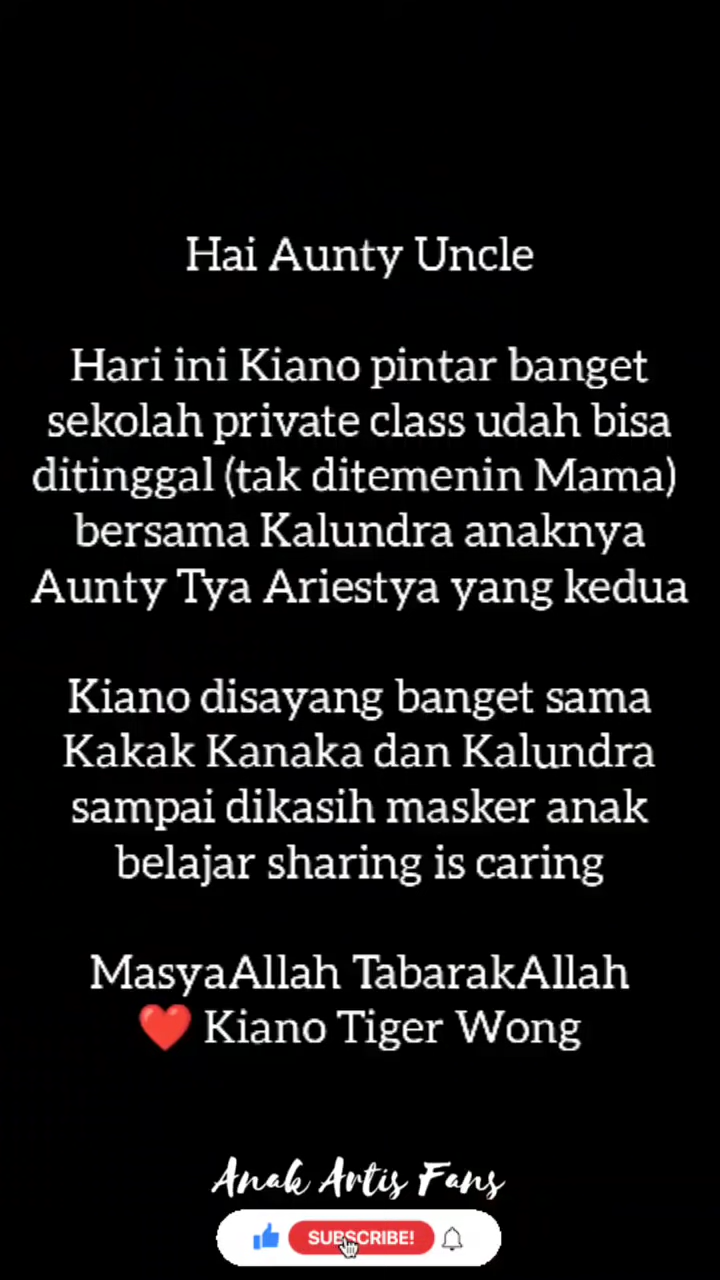 Hai Aunty Uncle
Hari ini Kiano pintar banget
sekolah private class udah bisa
ditinggal (tak ditemenin Mama)
bersama Kalundra anaknya
Aunty Tya Ariestya yang kedua
Kiano disayang banget sama
Kakak Kanaka dan Kalundra
sampai dikasih masker anak
belajar sharing is caring
MasyaAllah TabarakAllah
❤️ Kiano Tiger Wong
Anak Artis Fans
SUBSCRIBE!